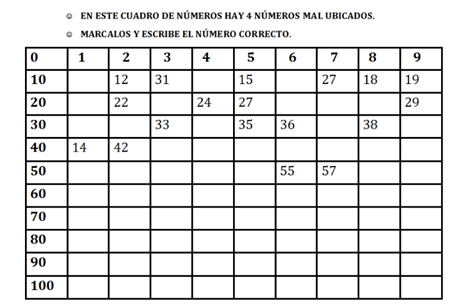 EN ESTE CUADRO DE NÚMEROS HAY 4 NÚMEROS MAL UBICADOS.
MARCALOS Y ESCRIBE EL NÚMERO CORRECTO.
0 1 2 3 4 5 6 7 8 9
10 12 31 15 27 18 19
20 22 24 27 29
30 33 35 36 38
40 14 42
50 55 57
60
70
80
90
100